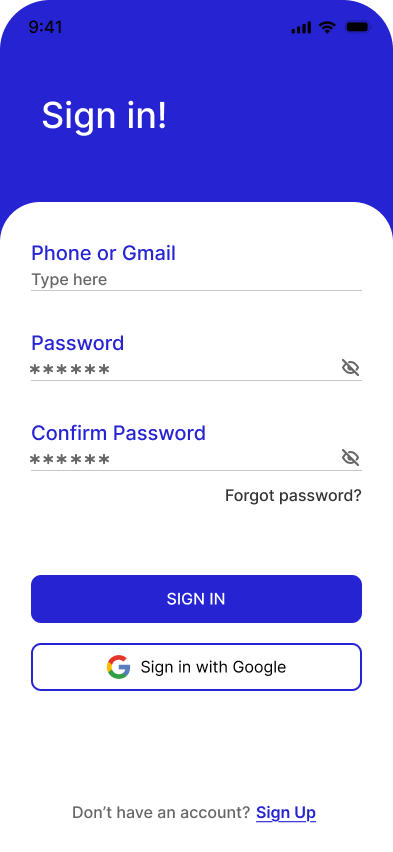 9:41
Sign in!
Phone or Gmail
Type here
Password
******
Confirm Password
******
Forgot password?
SIGN IN
Sign in with Google
Don’t have an account? Sign Up